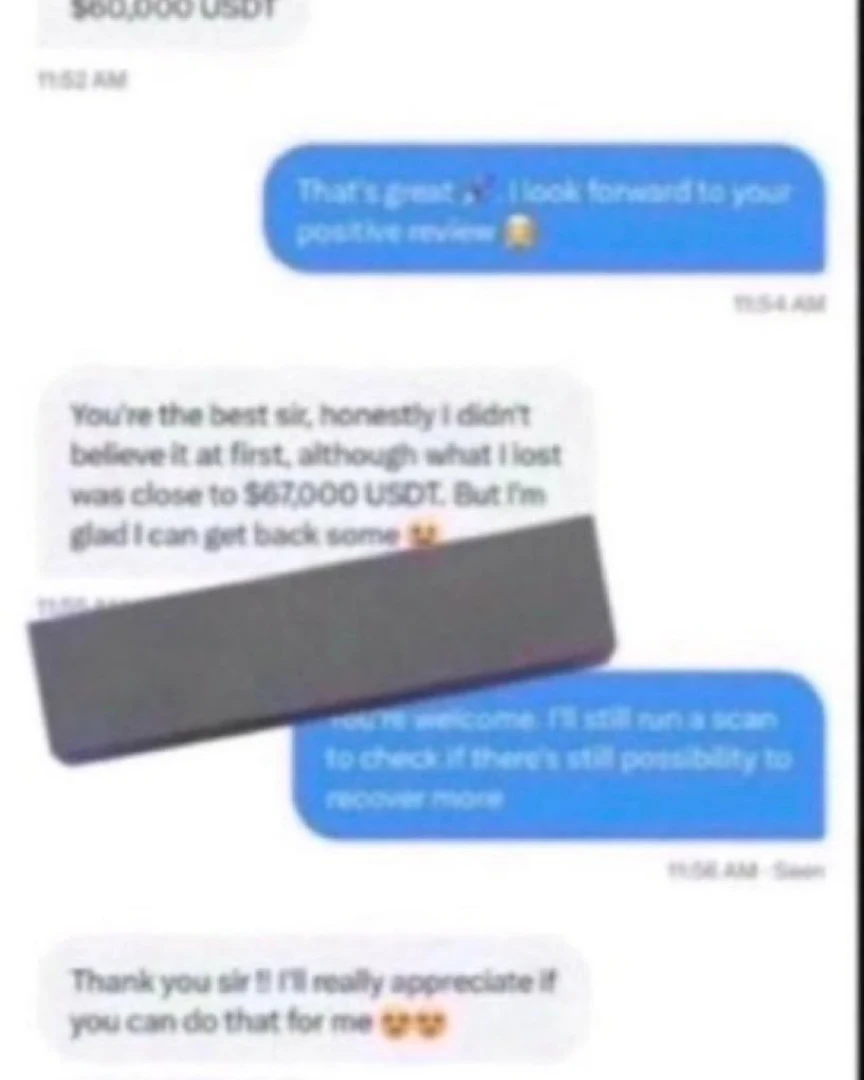 $60,000 USDT
11:52 AM
That's great 🚀. I look forward to your
positive review
11:54 AM
You're the best sir, honestly I didn't
believe it at first, although what I lost
was close to $67,000 USDT. But I'm
glad I can get back some
You're welcome. I'll still run a scan
to check if there's still possibility to
recover more
11:56 AM · Seen
Thank you sir !! I'll really appreciate if
you can do that for me